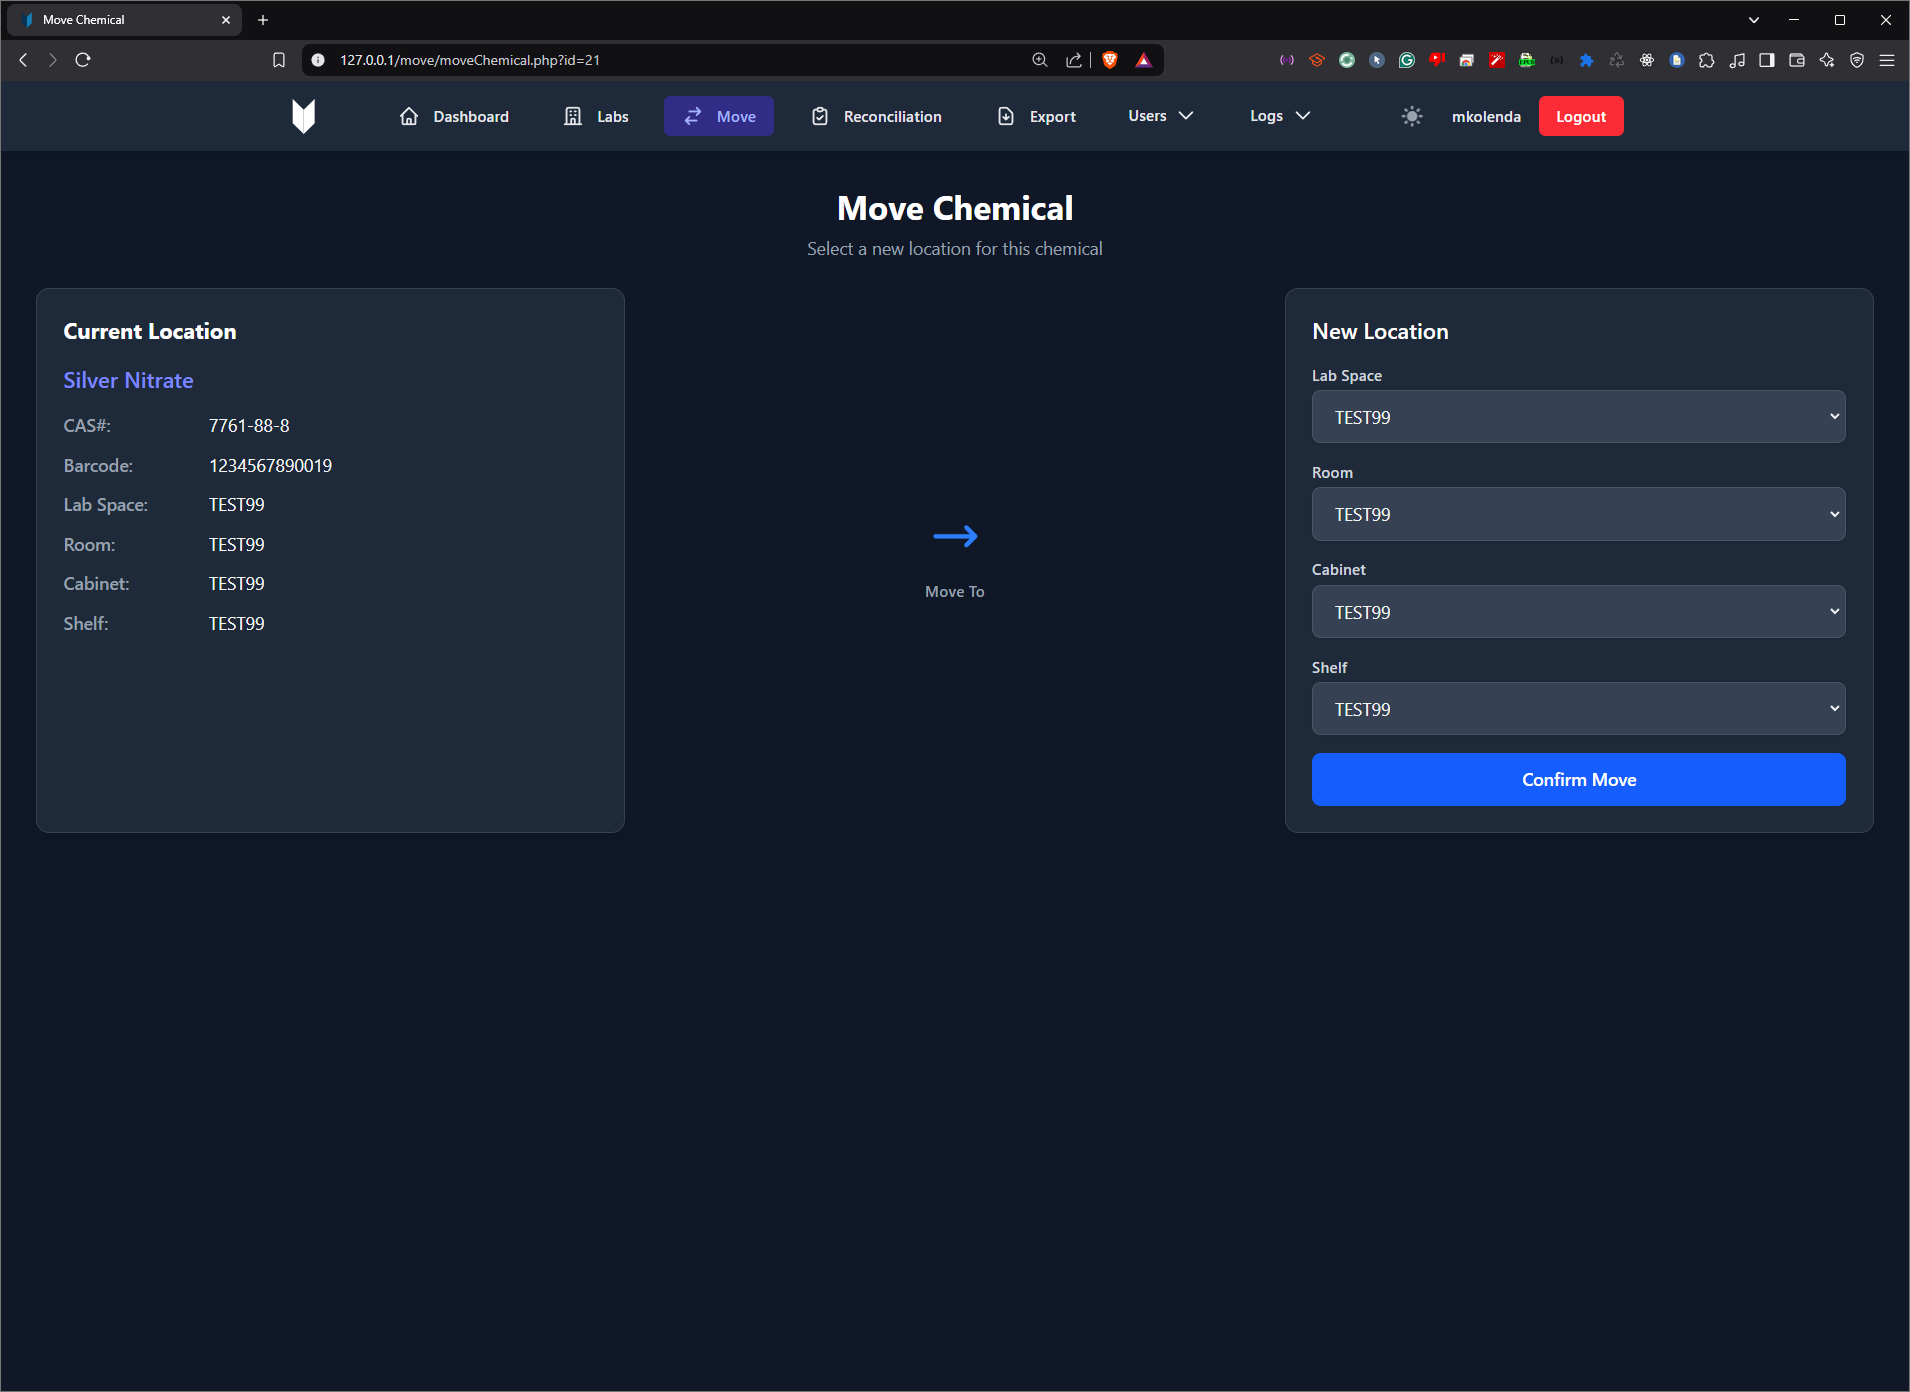 Move Chemical
127.0.0.1/move/moveChemical.php?id=21
Dashboard
Labs
Move
Reconciliation
Export
Users
Logs
mkolenda
Logout
Move Chemical
Select a new location for this chemical
Current Location
Silver Nitrate
CAS#: 7761-88-8
Barcode: 1234567890019
Lab Space: TEST99
Room: TEST99
Cabinet: TEST99
Shelf: TEST99
Move To
New Location
Lab Space
TEST99
Room
TEST99
Cabinet
TEST99
Shelf
TEST99
Confirm Move